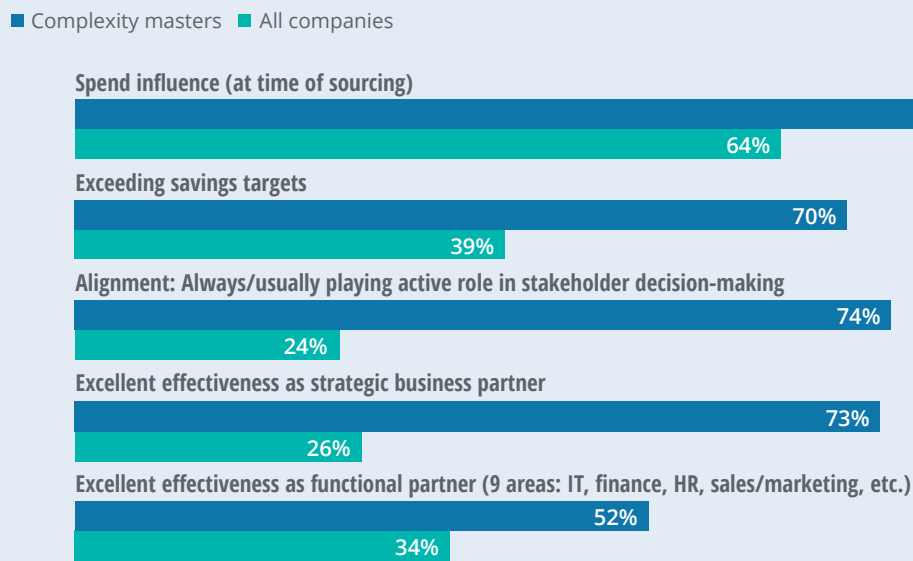 Complexity masters All companies
Spend influence (at time of sourcing)
64%
Exceeding savings targets
70%
39%
Alignment: Always/usually playing active role in stakeholder decision-making
74%
24%
Excellent effectiveness as strategic business partner
73%
26%
Excellent effectiveness as functional partner (9 areas: IT, finance, HR, sales/marketing, etc.)
52%
34%